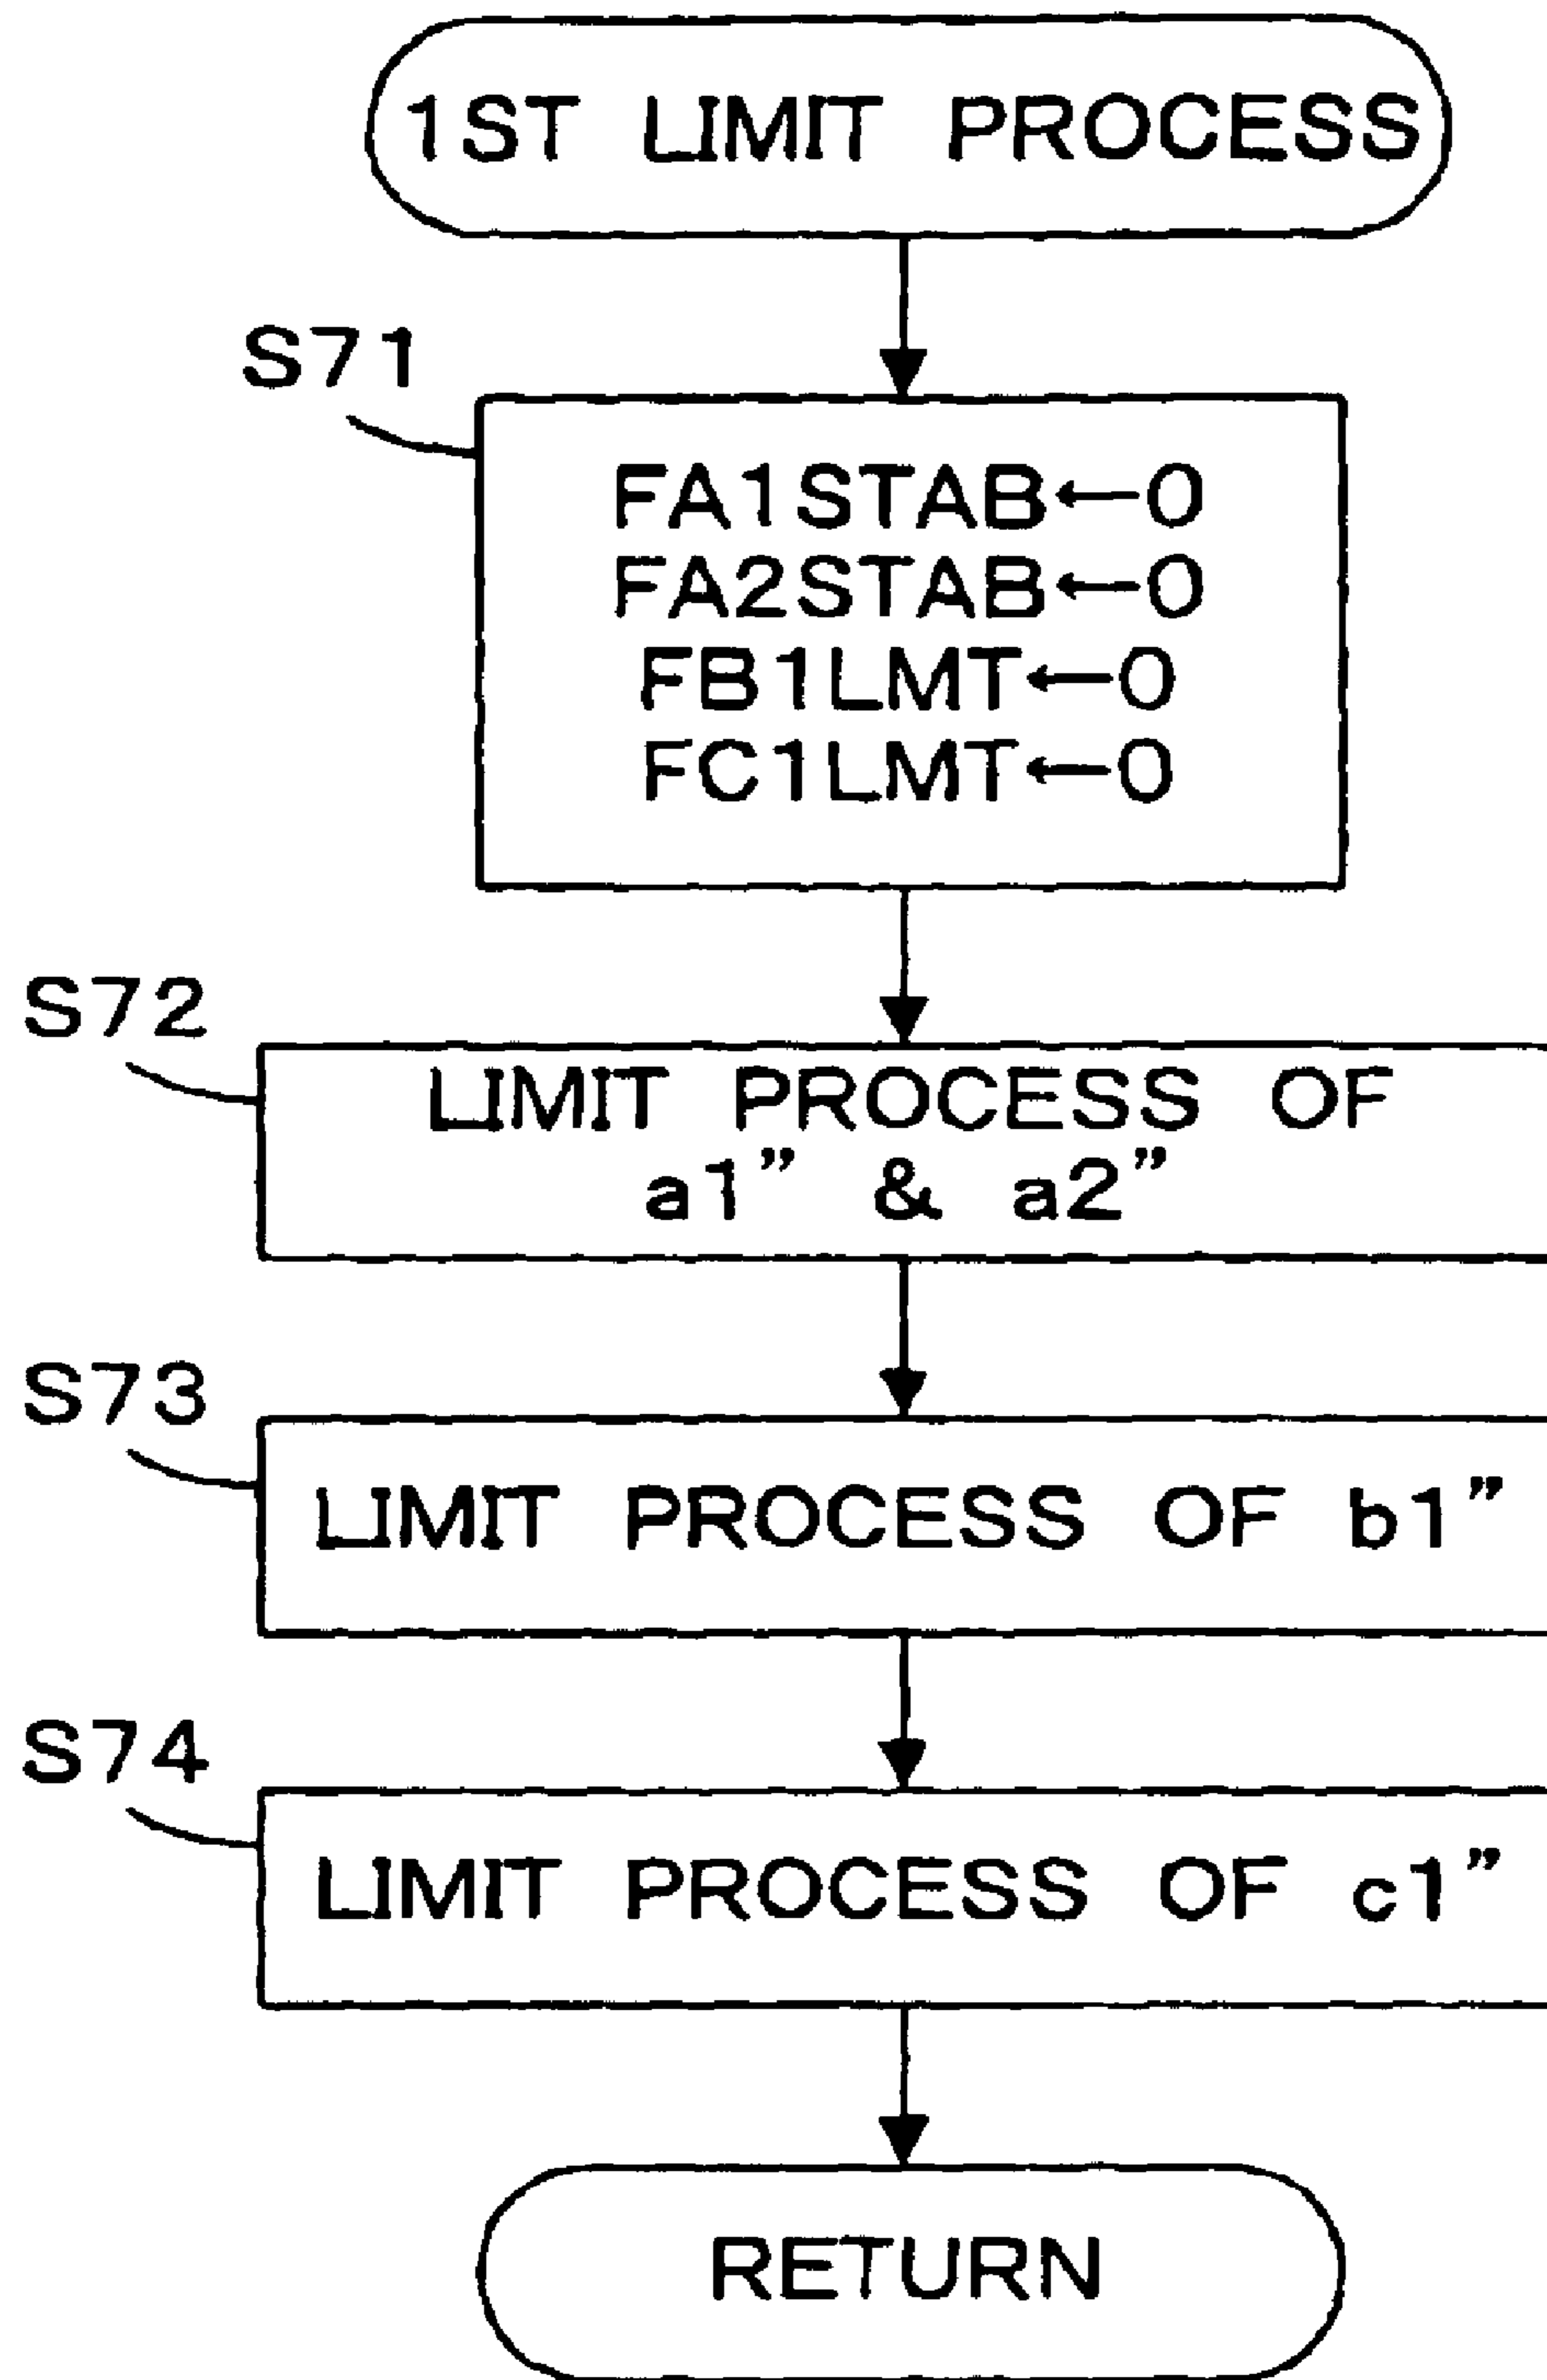 1ST LIMIT PROCESS
S71
FA1STAB←0
FA2STAB←0
FB1LMT←0
FC1LMT←0
S72
LIMIT PROCESS OF
a1” & a2”
S73
LIMIT PROCESS OF b1”
S74
LIMIT PROCESS OF c1”
RETURN